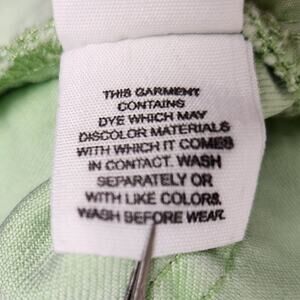 THIS GARMENT
CONTAINS
DYE WHICH MAY
DISCOLOR MATERIALS
WITH WHICH IT COMES
IN CONTACT. WASH
SEPARATELY OR
WITH LIKE COLORS.
WASH BEFORE WEAR.